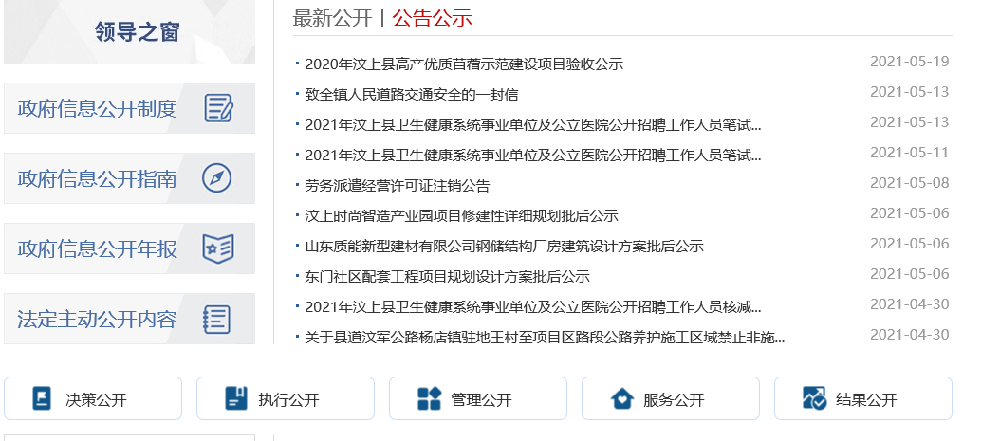 领导之窗
政府信息公开制度
政府信息公开指南
政府信息公开年报
法定主动公开内容
最新公开丨公告公示
2020年汶上县高产优质苜蓿示范建设项目验收公示 2021-05-19
致全镇人民道路交通安全的一封信 2021-05-13
2021年汶上县卫生健康系统事业单位及公立医院公开招聘工作人员笔试... 2021-05-13
2021年汶上县卫生健康系统事业单位及公立医院公开招聘工作人员笔试... 2021-05-11
劳务派遣经营许可证注销公告 2021-05-08
汶上时尚智造产业园项目修建性详细规划批后公示 2021-05-06
山东质能新型建材有限公司钢储结构厂房建筑设计方案批后公示 2021-05-06
东门社区配套工程项目规划设计方案批后公示 2021-05-06
2021年汶上县卫生健康系统事业单位及公立医院公开招聘工作人员核减... 2021-04-30
关于县道汶军公路杨店镇驻地王村至项目区路段公路养护施工区域禁止非施... 2021-04-30
决策公开 执行公开 管理公开 服务公开 结果公开